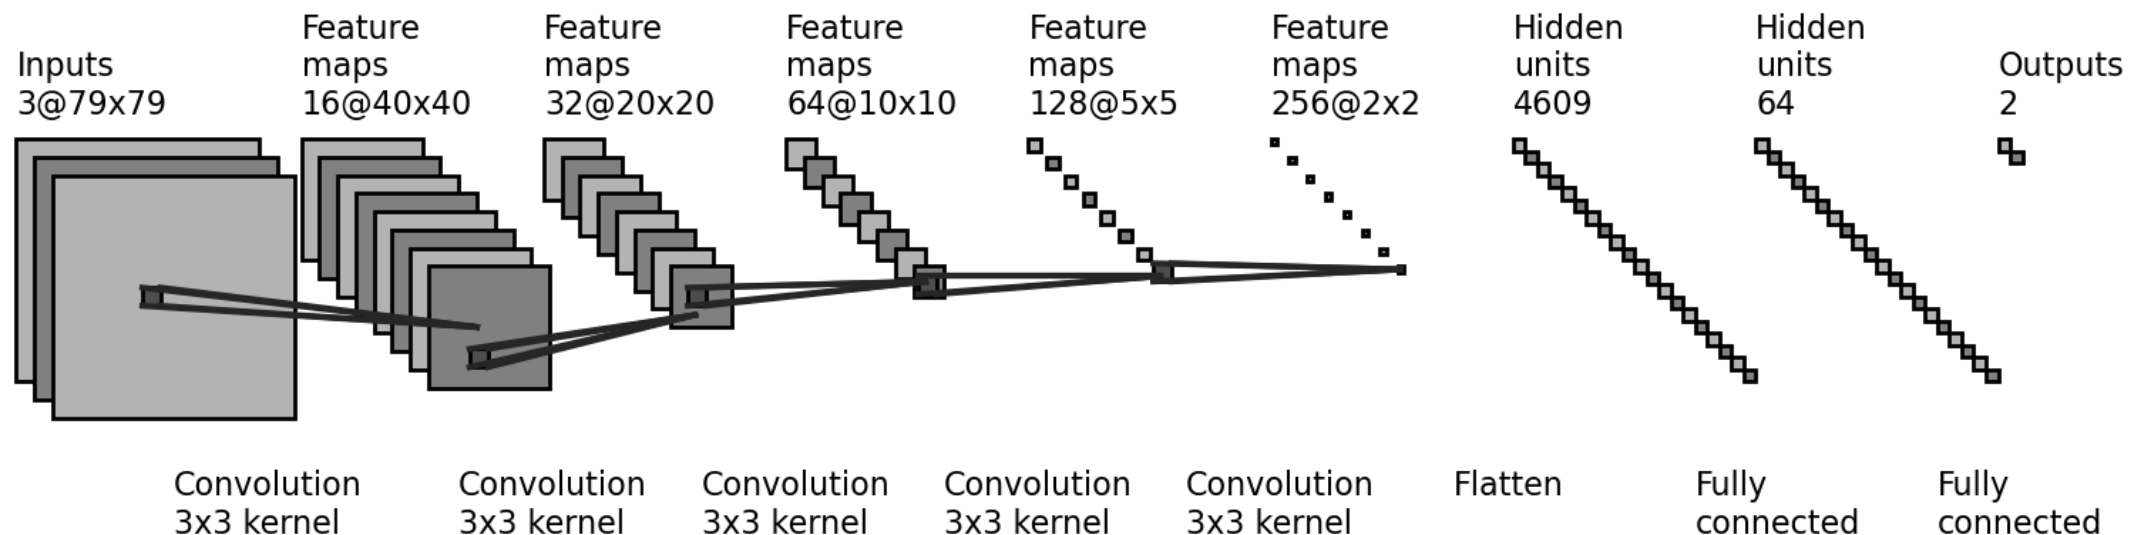 Inputs
3@79x79
Feature
maps
16@40x40
Feature
maps
32@20x20
Feature
maps
64@10x10
Feature
maps
128@5x5
Feature
maps
256@2x2
Hidden
units
4609
Hidden
units
64
Outputs
2
Convolution
3x3 kernel
Convolution
3x3 kernel
Convolution
3x3 kernel
Convolution
3x3 kernel
Convolution
3x3 kernel
Flatten
Fully
connected
Fully
connected